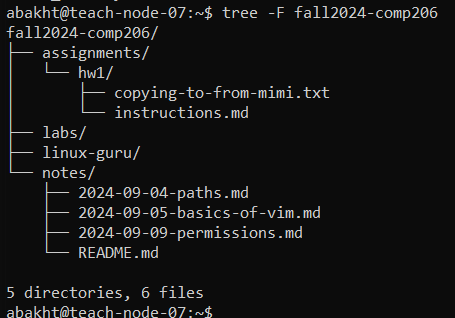 abakht@teach-node-07:~$ tree -F fall2024-comp206
fall2024-comp206/
├── assignments/
│   └── hw1/
│       ├── copying-to-from-mimi.txt
│       └── instructions.md
├── labs/
├── linux-guru/
└── notes/
    ├── 2024-09-04-paths.md
    ├── 2024-09-05-basics-of-vim.md
    ├── 2024-09-09-permissions.md
    └── README.md

5 directories, 6 files
abakht@teach-node-07:~$